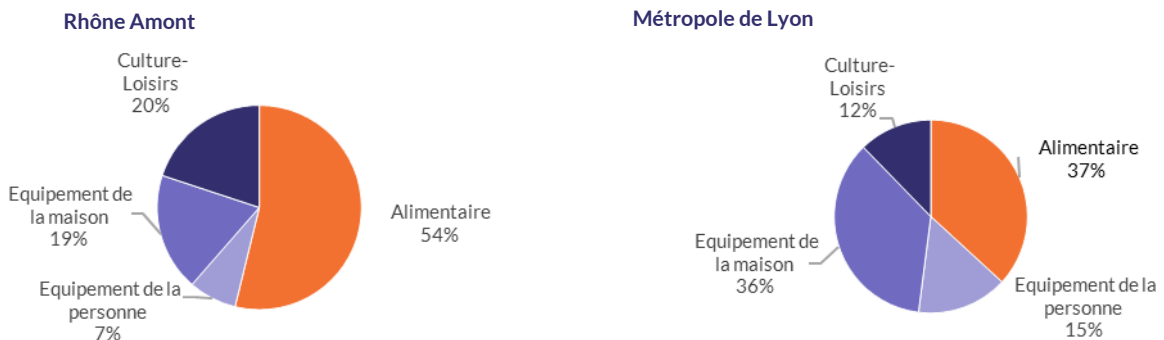 Rhône Amont
Culture-
Loisirs
20%
Equipement de
la maison
19%
Equipement de la
personne
7%
Alimentaire
54%
Métropole de Lyon
Culture-
Loisirs
12%
Alimentaire
37%
Equipement de
la maison
36%
Equipement de la
personne
15%